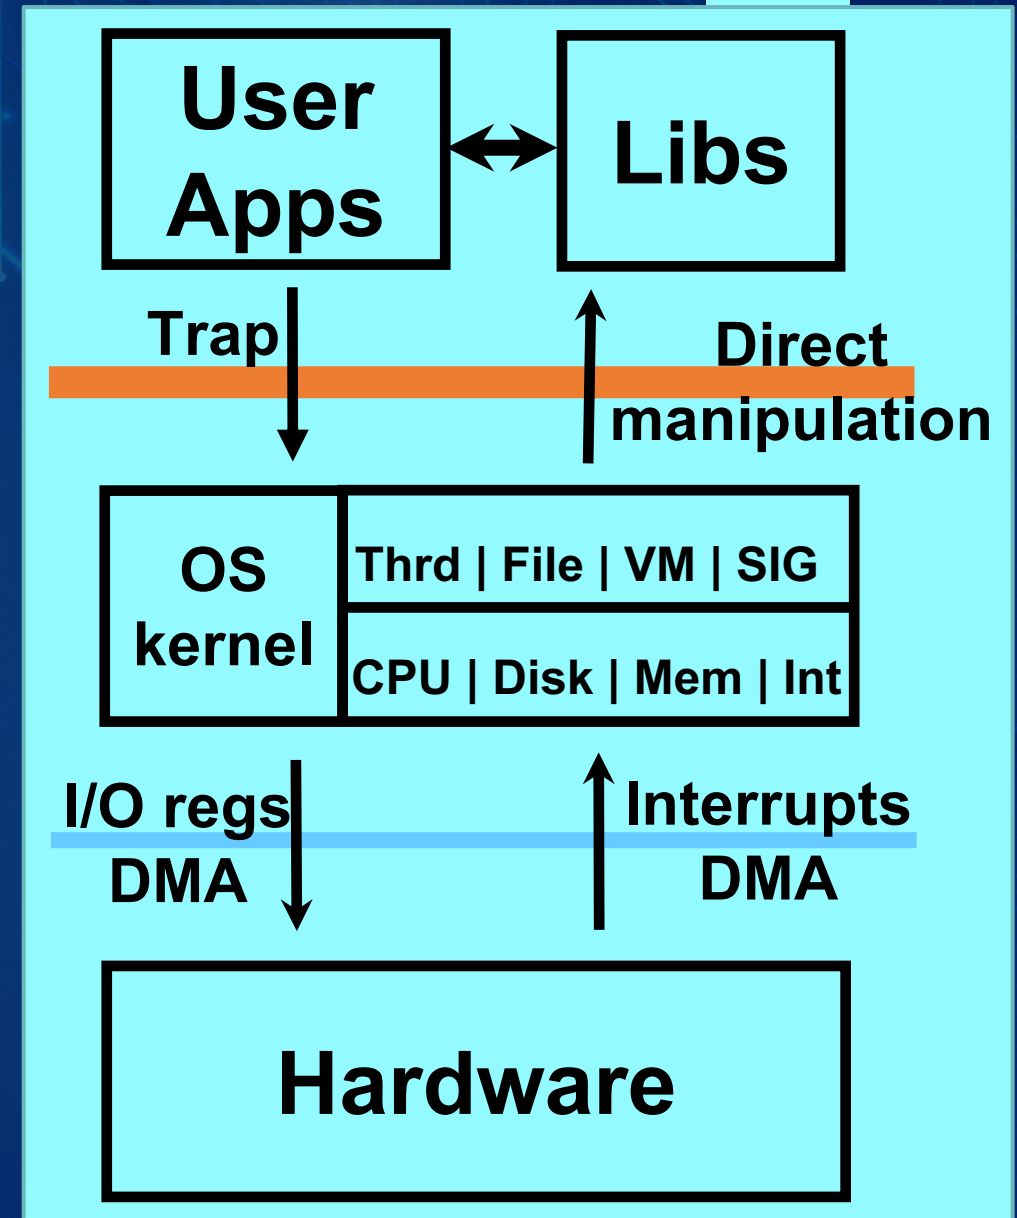 User
Apps
Libs
Trap
Direct
manipulation
OS
kernel
Thrd | File | VM | SIG
CPU | Disk | Mem | Int
I/O regs
DMA
Interrupts
DMA
Hardware